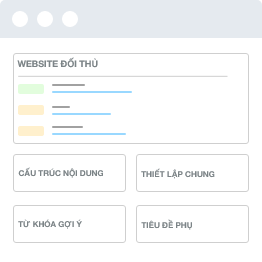 WEBSITE ĐỐI THỦ
CẤU TRÚC NỘI DUNG
THIẾT LẬP CHUNG
TỪ KHÓA GỢI Ý
TIÊU ĐỀ PHỤ